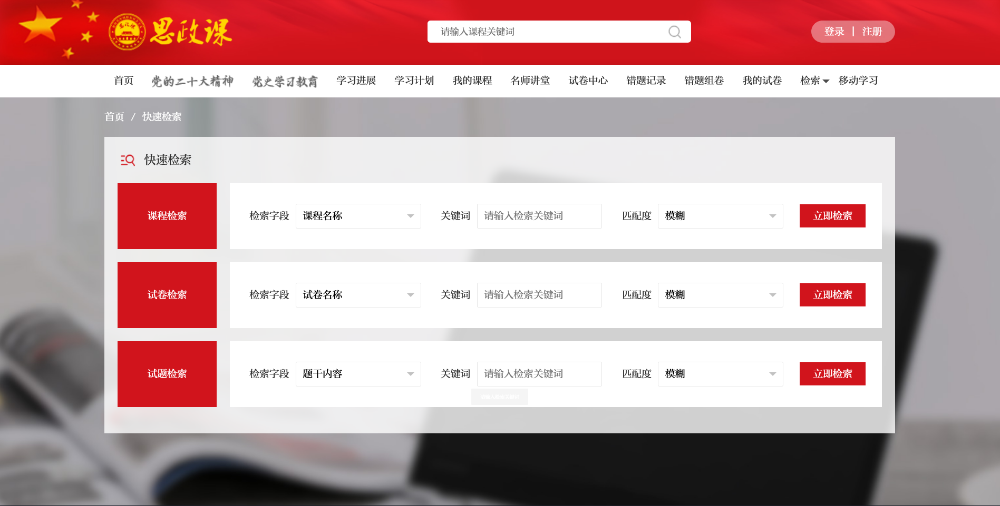 思政课
请输入课程关键词
登录 | 注册
首页 党的二十大精神 党史学习教育 学习进展 学习计划 我的课程 名师讲堂 试卷中心 错题记录 错题组卷 我的试卷 检索 移动学习
首页 / 快速检索
快速检索
课程检索 检索字段 课程名称 关键词 请输入检索关键词 匹配度 模糊 立即检索
试卷检索 检索字段 试卷名称 关键词 请输入检索关键词 匹配度 模糊 立即检索
试题检索 检索字段 题干内容 关键词 请输入检索关键词 匹配度 模糊 立即检索
请输入检索关键词